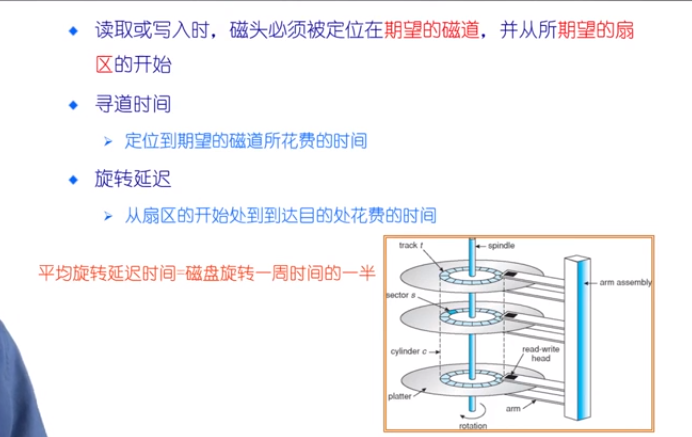 读取或写入时，磁头必须被定位在期望的磁道，并从所期望的扇
区的开始
寻道时间
定位到期望的磁道所花费的时间
旋转延迟
从扇区的开始处到到达目的处花费的时间
平均旋转延迟时间=磁盘旋转一周时间的一半
track t
spindle
arm assembly
sector s
cylinder c
read-write
head
platter
arm
rotation